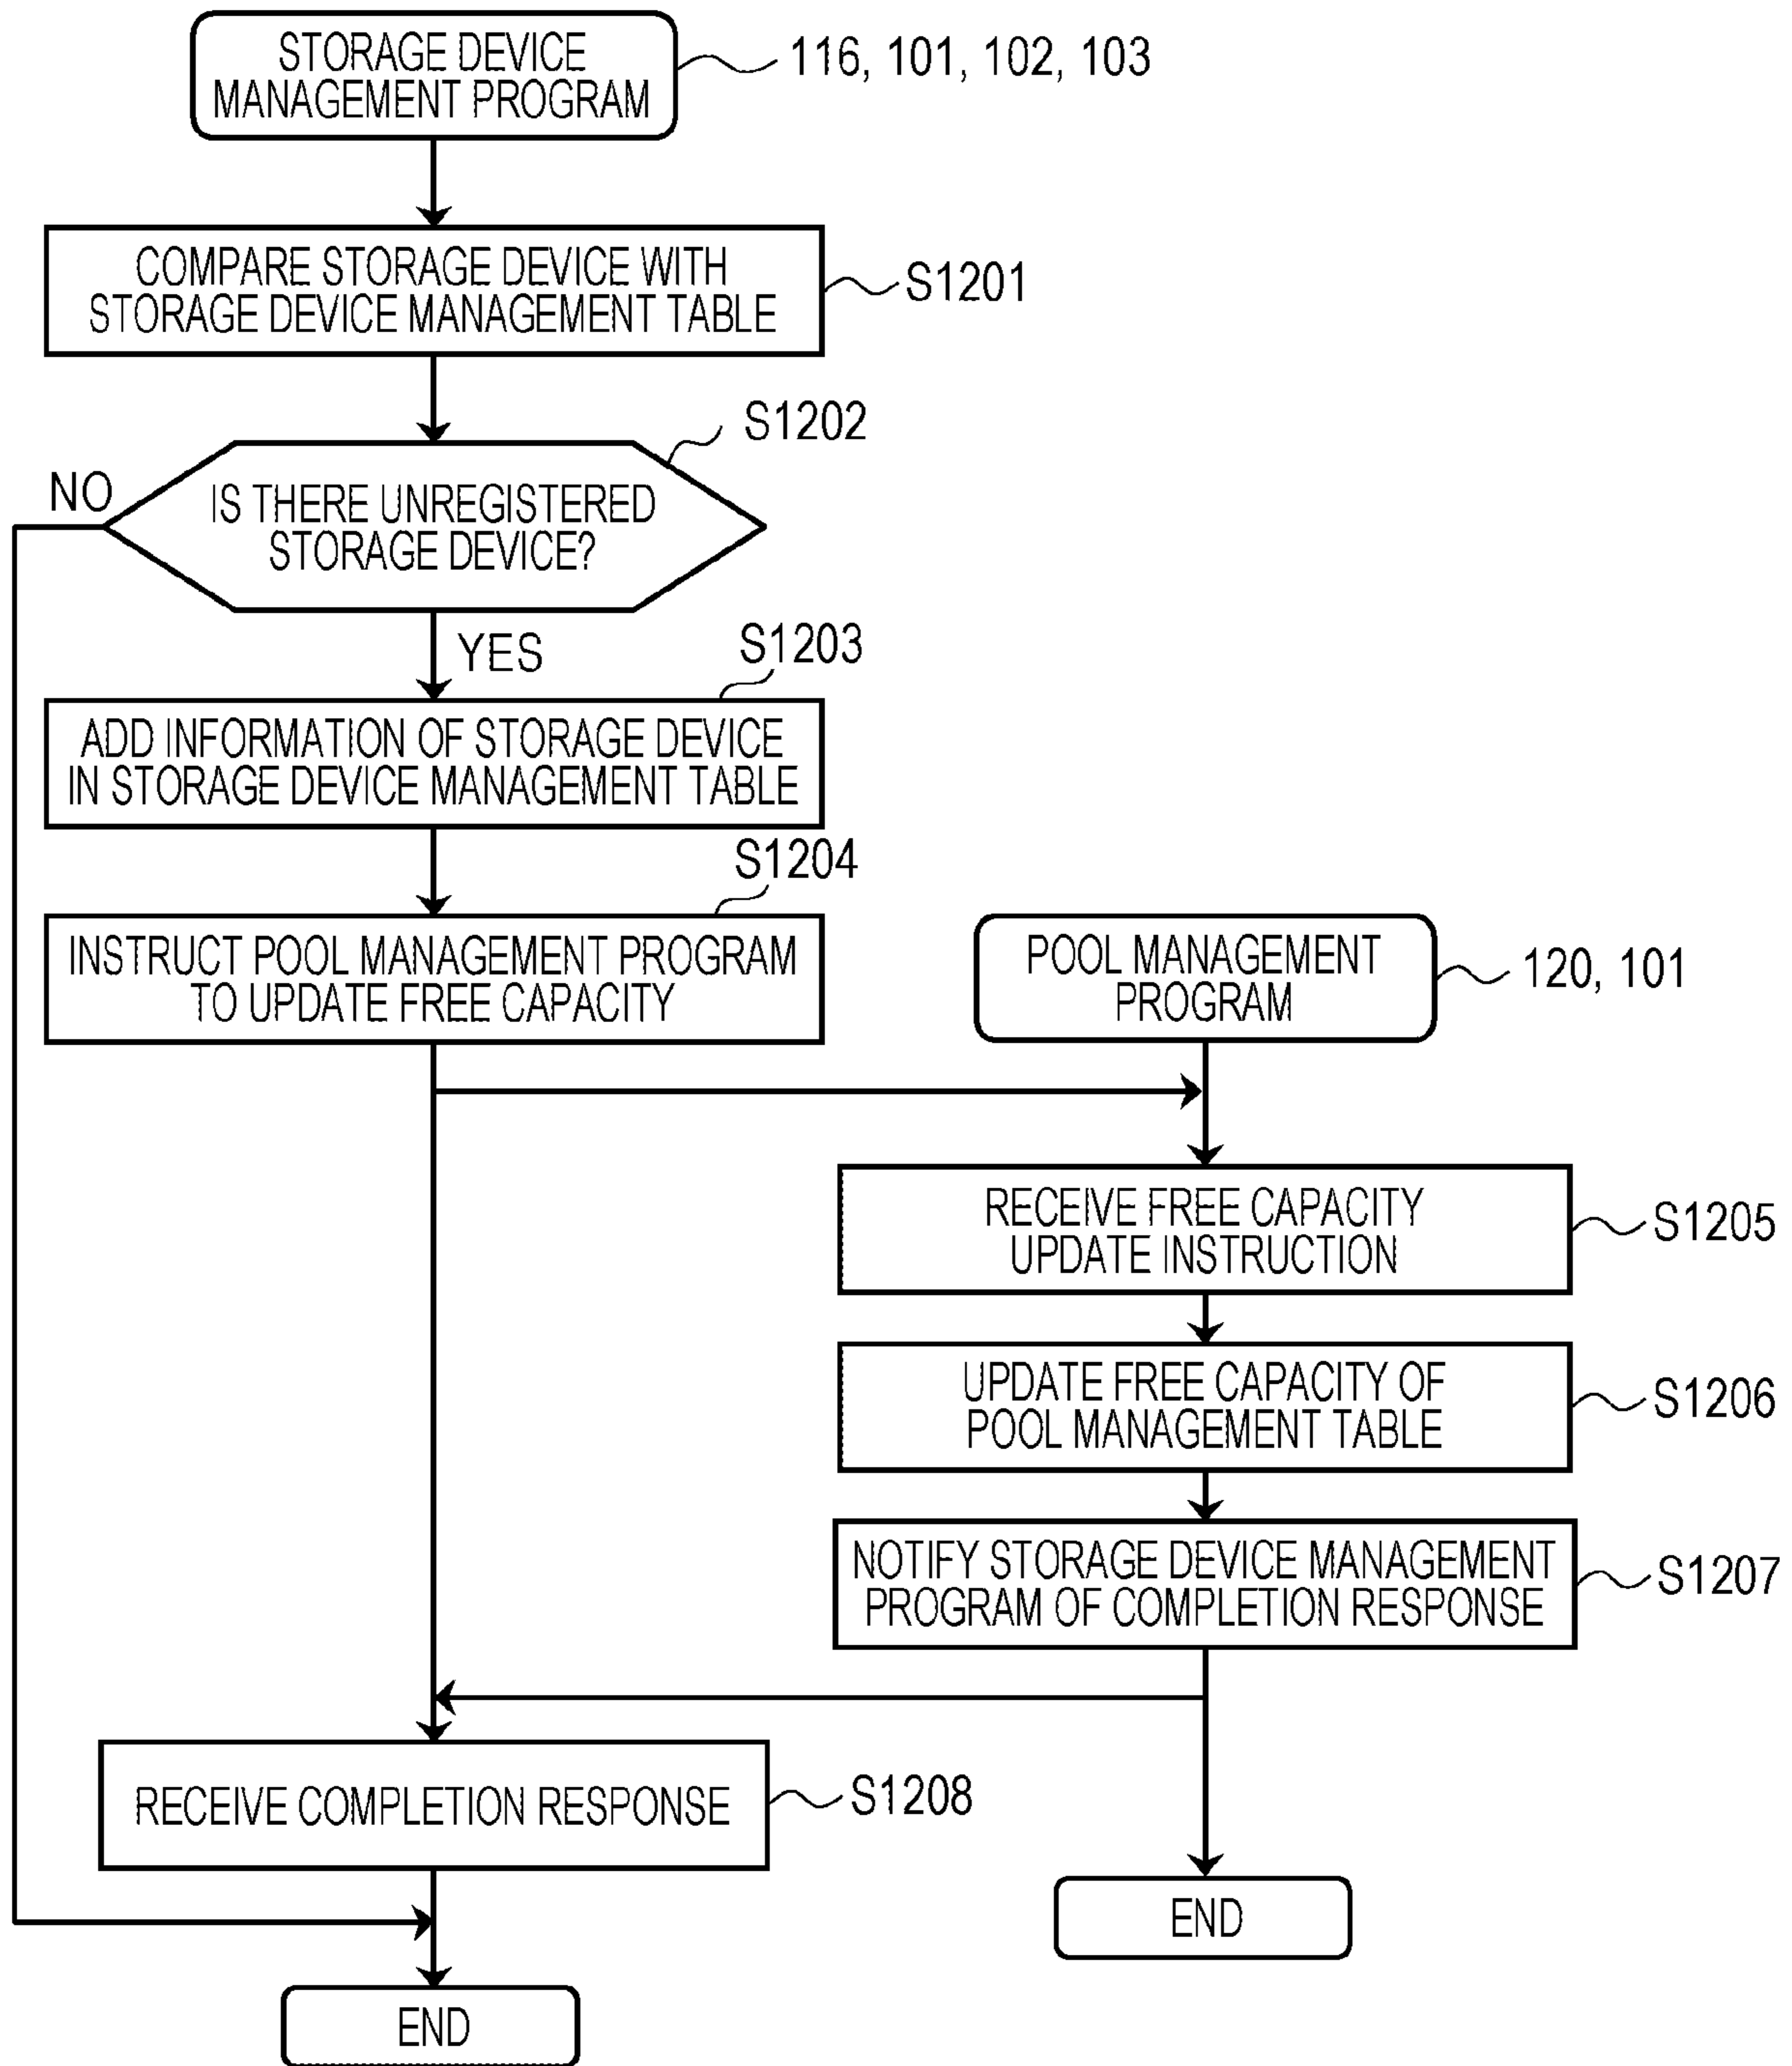 STORAGE DEVICE
MANAGEMENT PROGRAM
116, 101, 102, 103
COMPARE STORAGE DEVICE WITH
STORAGE DEVICE MANAGEMENT TABLE
S1201
S1202
NO
IS THERE UNREGISTERED
STORAGE DEVICE?
YES
S1203
ADD INFORMATION OF STORAGE DEVICE
IN STORAGE DEVICE MANAGEMENT TABLE
S1204
INSTRUCT POOL MANAGEMENT PROGRAM
TO UPDATE FREE CAPACITY
POOL MANAGEMENT
PROGRAM
120, 101
RECEIVE FREE CAPACITY
UPDATE INSTRUCTION
S1205
UPDATE FREE CAPACITY OF
POOL MANAGEMENT TABLE
S1206
NOTIFY STORAGE DEVICE MANAGEMENT
PROGRAM OF COMPLETION RESPONSE
S1207
RECEIVE COMPLETION RESPONSE
S1208
END
END